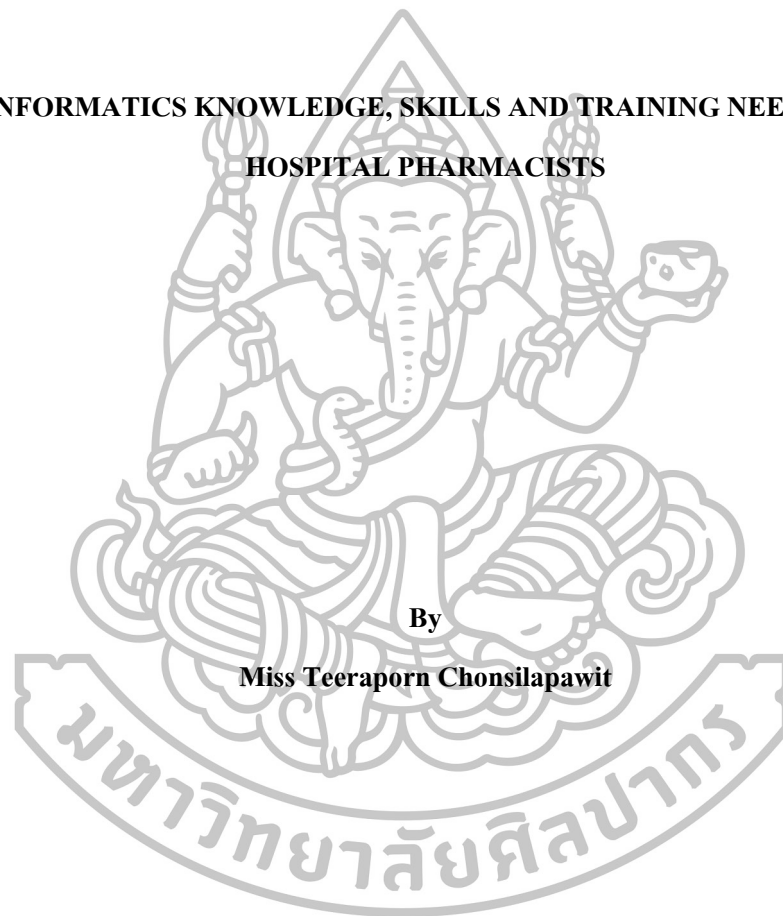 NFORMATICS KNOWLEDGE, SKILLS AND TRAINING NEE
HOSPITAL PHARMACISTS
By
Miss Teeraporn Chonsilapawit
มหาวิทยาลัยศิลปากร